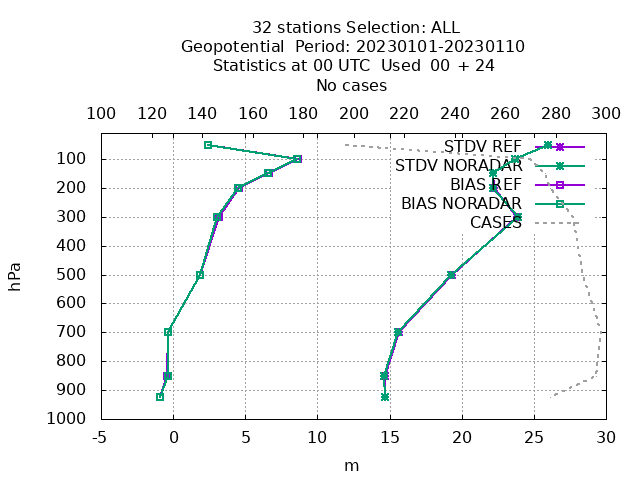 32 stations Selection: ALL
Geopotential  Period: 20230101-20230110
Statistics at 00 UTC  Used  00 + 24
No cases
100 120 140 160 180 200 220 240 260 280 300
STDV REF
STDV NORADAR
BIAS REF
BIAS NORADAR
CASES
100
200
300
400
500
600
700
800
900
1000
hPa
-5 0 5 10 15 20 25 30
m